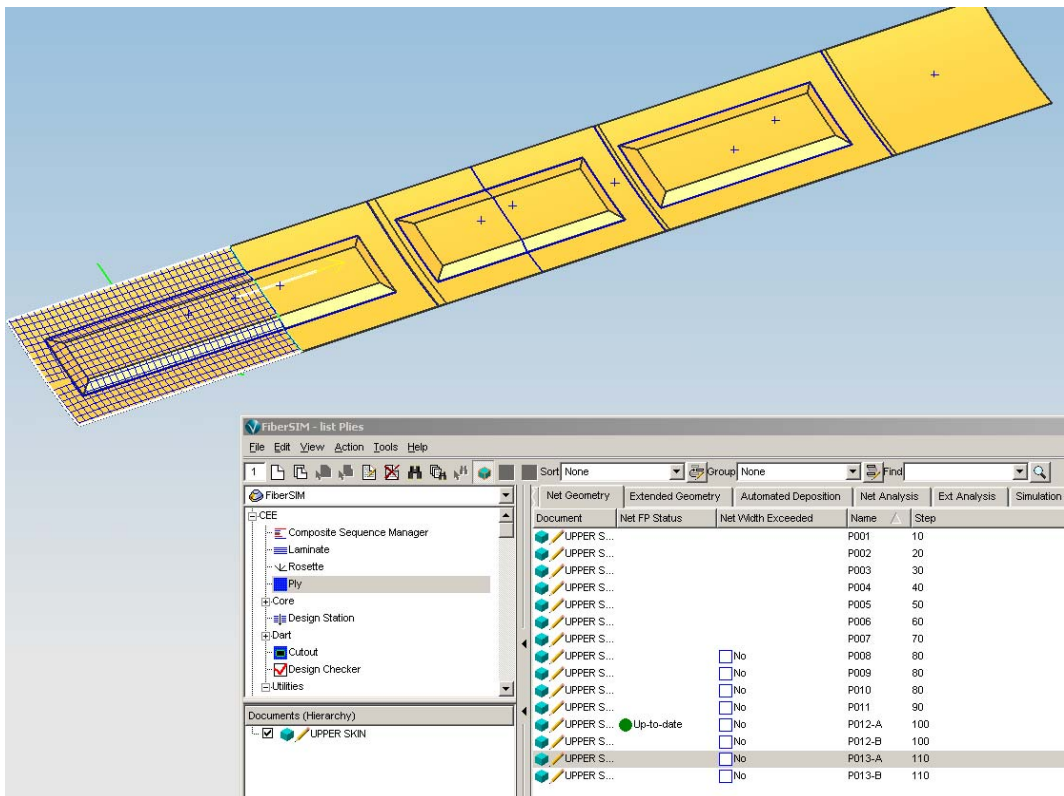 FiberSIM - list Plies
File Edit View Action Tools Help
1 Sort None Group None Find
FiberSIM
CEE
Composite Sequence Manager
Laminate
Rosette
Ply
Core
Design Station
Dart
Cutout
Design Checker
Utilities
Documents (Hierarchy)
UPPER SKIN
Net Geometry Extended Geometry Automated Deposition Net Analysis Ext Analysis Simulation
Document Net FP Status Net Width Exceeded Name Step
UPPER S... P001 10
UPPER S... P002 20
UPPER S... P003 30
UPPER S... P004 40
UPPER S... P005 50
UPPER S... P006 60
UPPER S... P007 70
UPPER S... No P008 80
UPPER S... No P009 80
UPPER S... No P010 80
UPPER S... No P011 90
UPPER S... Up-to-date No P012-A 100
UPPER S... No P012-B 100
UPPER S... No P013-A 110
UPPER S... No P013-B 110